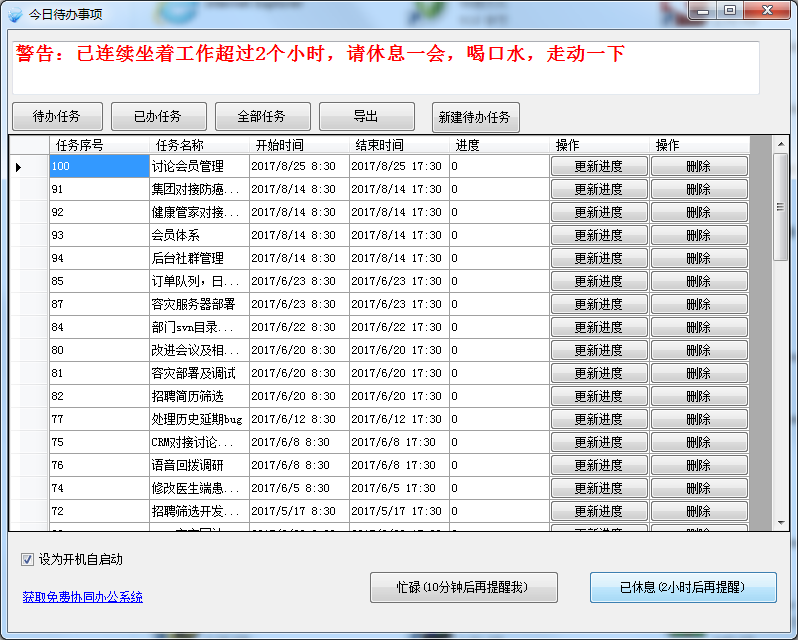 今日待办事项
警告：已连续坐着工作超过2个小时，请休息一会，喝口水，走动一下
待办任务 已办任务 全部任务 导出 新建待办任务
任务序号 任务名称 开始时间 结束时间 进度 操作 操作
100 讨论会员管理 2017/8/25 8:30 2017/8/25 17:30 0 更新进度 删除
91 集团对接防癌... 2017/8/14 8:30 2017/8/14 17:30 0 更新进度 删除
92 健康管家对接... 2017/8/14 8:30 2017/8/14 17:30 0 更新进度 删除
93 会员体系 2017/8/14 8:30 2017/8/14 17:30 0 更新进度 删除
94 后台社群管理 2017/8/14 8:30 2017/8/14 17:30 0 更新进度 删除
85 订单队列，日... 2017/6/23 8:30 2017/6/23 17:30 0 更新进度 删除
87 容灾服务器部署 2017/6/23 8:30 2017/6/23 17:30 0 更新进度 删除
84 部门svn目录... 2017/6/22 8:30 2017/6/22 17:30 0 更新进度 删除
80 改进会议及相... 2017/6/20 8:30 2017/6/20 17:30 0 更新进度 删除
81 容灾部署及调试 2017/6/20 8:30 2017/6/20 17:30 0 更新进度 删除
82 招聘简历筛选 2017/6/20 8:30 2017/6/20 17:30 0 更新进度 删除
77 处理历史延期bug 2017/6/12 8:30 2017/6/12 17:30 0 更新进度 删除
75 CRM对接讨论... 2017/6/8 8:30 2017/6/8 17:30 0 更新进度 删除
76 语音回拨调研 2017/6/8 8:30 2017/6/8 17:30 0 更新进度 删除
74 修改医生端患... 2017/6/5 8:30 2017/6/5 17:30 0 更新进度 删除
72 招聘筛选开发... 2017/5/17 8:30 2017/5/17 17:30 0 更新进度 删除
设为开机自启动
获取免费协同办公系统
忙碌(10分钟后再提醒我) 已休息(2小时后再提醒)